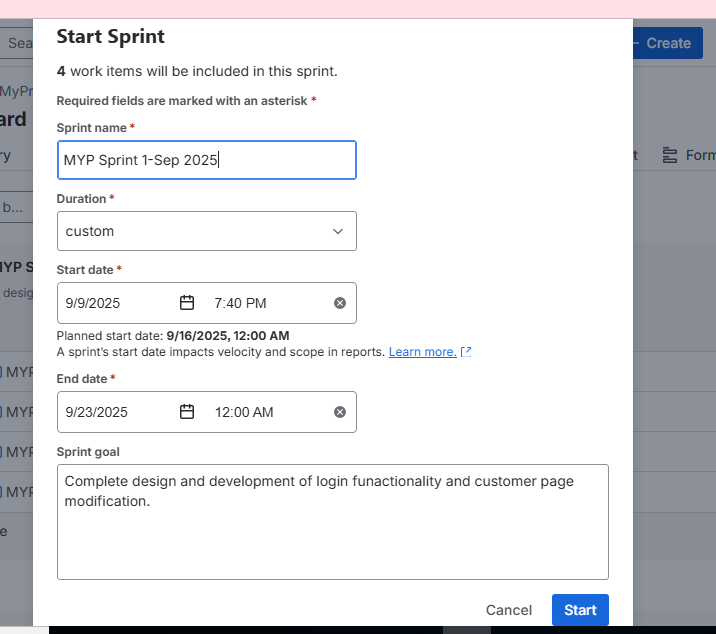 Start Sprint
Sea
Create
4 work items will be included in this sprint.
MyPr
Required fields are marked with an asterisk *
ard
Sprint name *
ry
MYP Sprint 1-Sep 2025
t
Form
Duration *
b...
custom
MYP S
Start date *
desig
9/9/2025 7:40 PM
Planned start date: 9/16/2025, 12:00 AM
A sprint's start date impacts velocity and scope in reports. Learn more.
MYP
End date *
9/23/2025 12:00 AM
MYP
Sprint goal
MYP
Complete design and development of login funactionality and customer page
modification.
MYP
e
Cancel Start